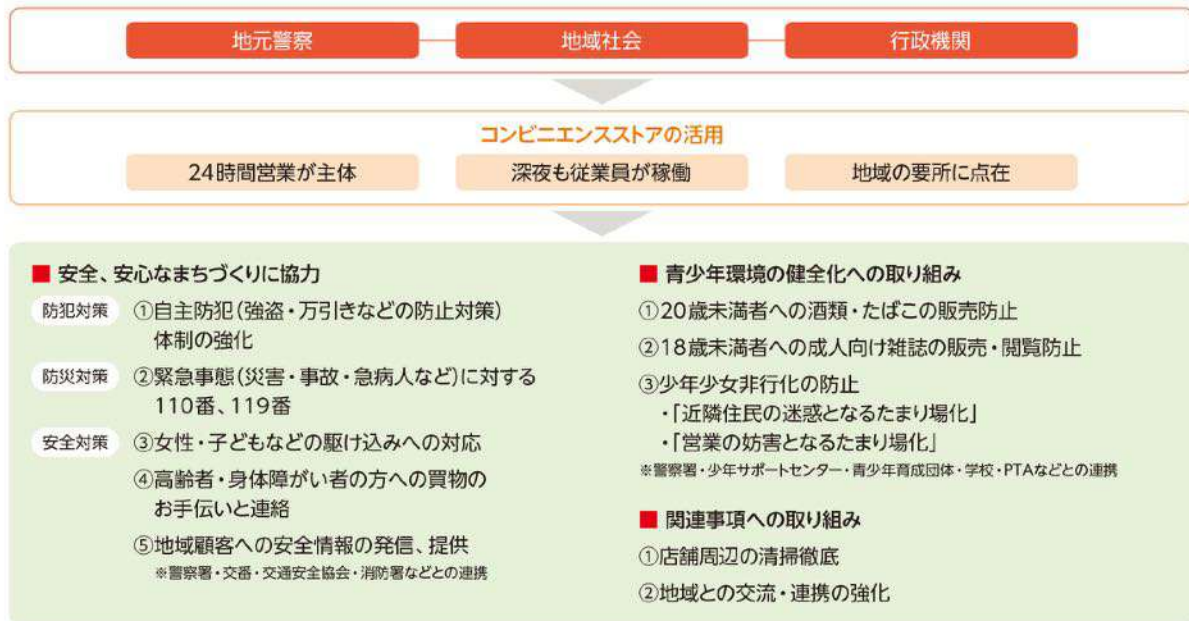 地元警察
地域社会
行政機関
コンビニエンスストアの活用
24時間営業が主体
深夜も従業員が稼働
地域の要所に点在
■ 安全、安心なまちづくりに協力
防犯対策 ①自主防犯(強盗・万引きなどの防止対策)
体制の強化
防災対策 ②緊急事態(災害・事故・急病人など)に対する
110番、119番
安全対策 ③女性・子どもなどの駆け込みへの対応
④高齢者・身体障がい者の方への買物の
お手伝いと連絡
⑤地域顧客への安全情報の発信、提供
※警察署・交番・交通安全協会・消防署などとの連携
■ 青少年環境の健全化への取り組み
①20歳未満者への酒類・たばこの販売防止
②18歳未満者への成人向け雑誌の販売・閲覧防止
③少年少女非行化の防止
・「近隣住民の迷惑となるたまり場化」
・「営業の妨害となるたまり場化」
※警察署・少年サポートセンター・青少年育成団体・学校・PTAなどとの連携
■ 関連事項への取り組み
①店舗周辺の清掃徹底
②地域との交流・連携の強化